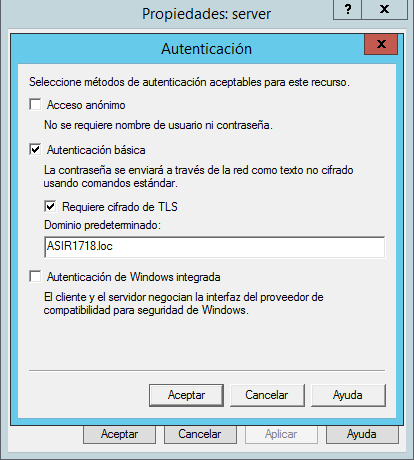 Propiedades: server
?
x
Autenticación
x
Seleccione métodos de autenticación aceptables para este recurso.
Acceso anónimo
No se requiere nombre de usuario ni contraseña.
Autenticación básica
La contraseña se enviará a través de la red como texto no cifrado
usando comandos estándar.
Requiere cifrado de TLS
Dominio predeterminado:
ASIR1718.loc
Autenticación de Windows integrada
El cliente y el servidor negocian la interfaz del proveedor de
compatibilidad para seguridad de Windows.
Aceptar Cancelar Ayuda
Aceptar Cancelar Aplicar Ayuda